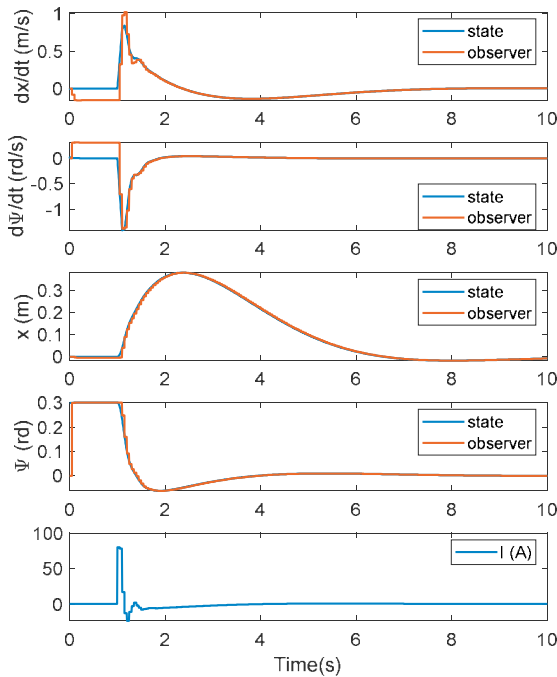 dx/dt (m/s)
1
0.5
0
state
observer
0 2 4 6 8 10
dΨ/dt (rd/s)
0
-0.5
-1
state
observer
0 2 4 6 8 10
x (m)
0.3
0.2
0.1
0
state
observer
0 2 4 6 8 10
Ψ (rd)
0.3
0.2
0.1
0
state
observer
0 2 4 6 8 10
100
50
0
I (A)
0 2 4 6 8 10
Time(s)